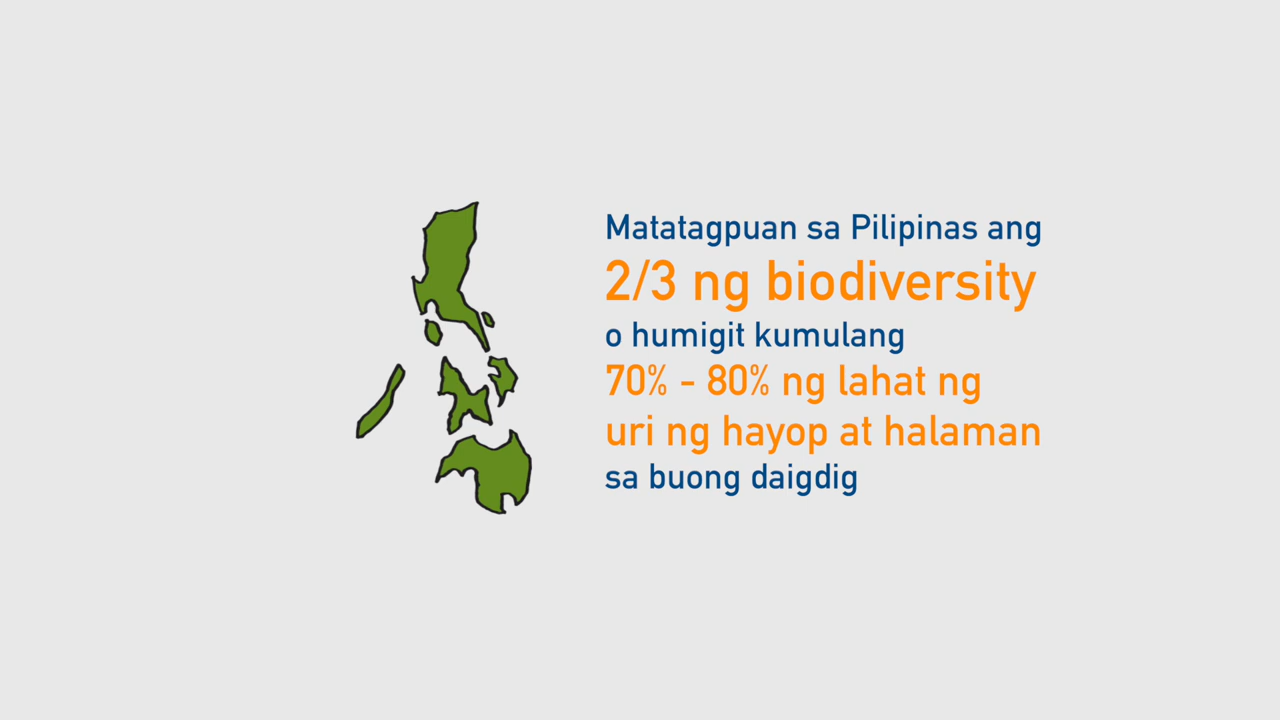 Matatagpuan sa Pilipinas ang
2/3 ng biodiversity
o humigit kumulang
70% - 80% ng lahat ng
uri ng hayop at halaman
sa buong daigdig